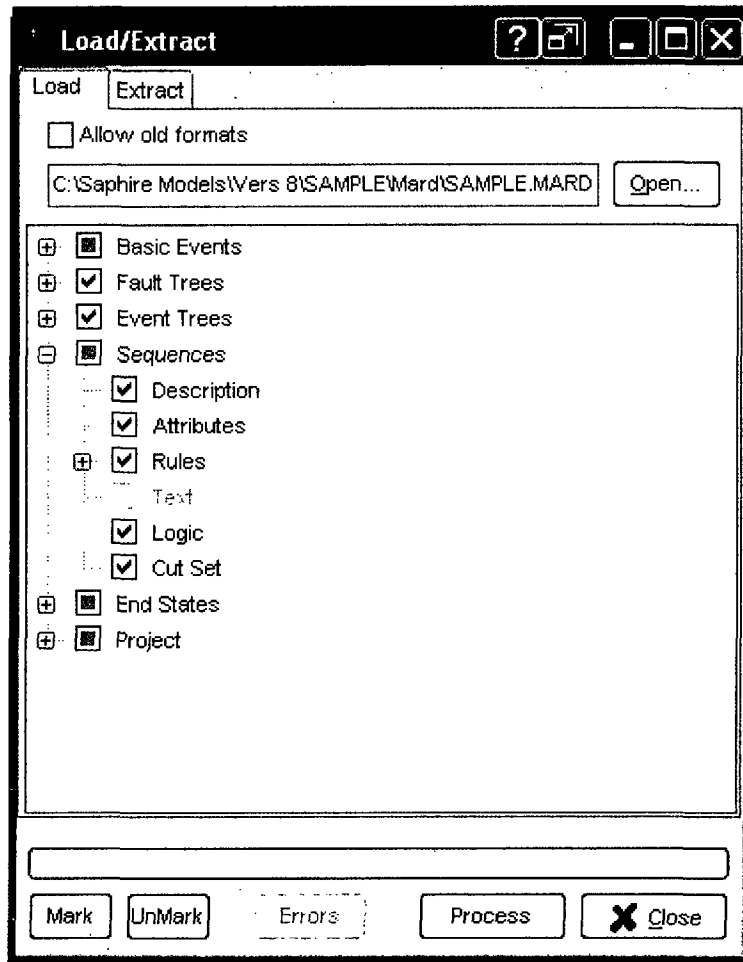 Load/Extract
Load Extract
Allow old formats
C:\Saphire Models\Vers 8\SAMPLE\Mard\SAMPLE.MARD Open...
Basic Events
Fault Trees
Event Trees
Sequences
Description
Attributes
Rules
Text
Logic
Cut Set
End States
Project
Mark UnMark Errors Process Close